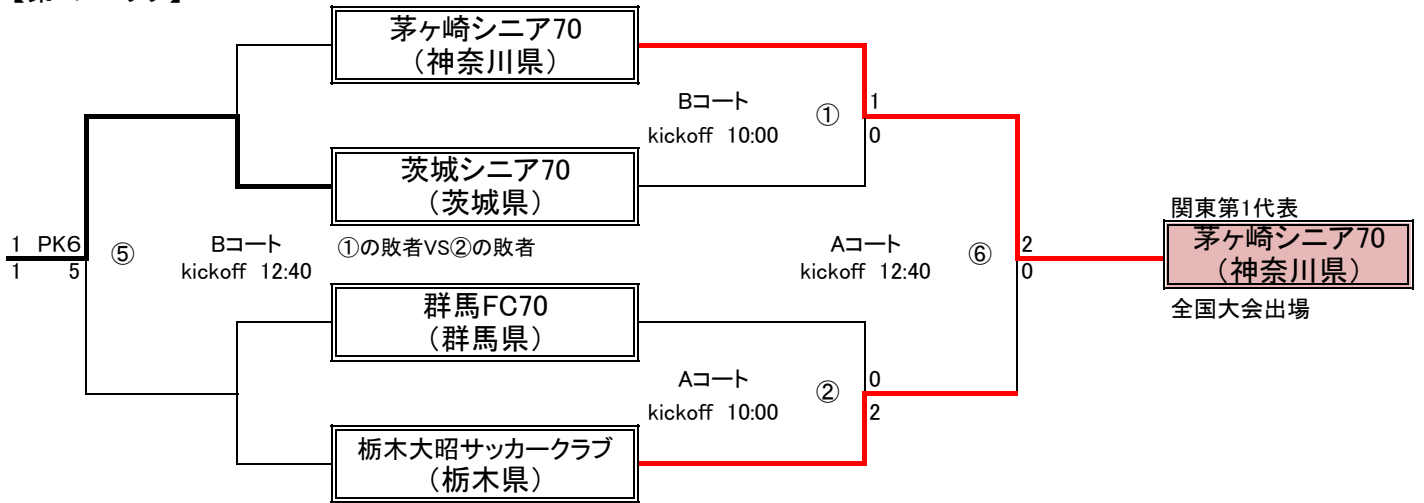 茅ヶ崎シニア70
（神奈川県）
Bコート
kickoff 10:00
①
1
0
茨城シニア70
（茨城県）
関東第1代表
茅ヶ崎シニア70
（神奈川県）
全国大会出場
1 PK6
1 5
⑤
Bコート
kickoff 12:40
①の敗者VS②の敗者
Aコート
kickoff 12:40
⑥
2
0
群馬FC70
（群馬県）
Aコート
kickoff 10:00
②
0
2
栃木大昭サッカークラブ
（栃木県）